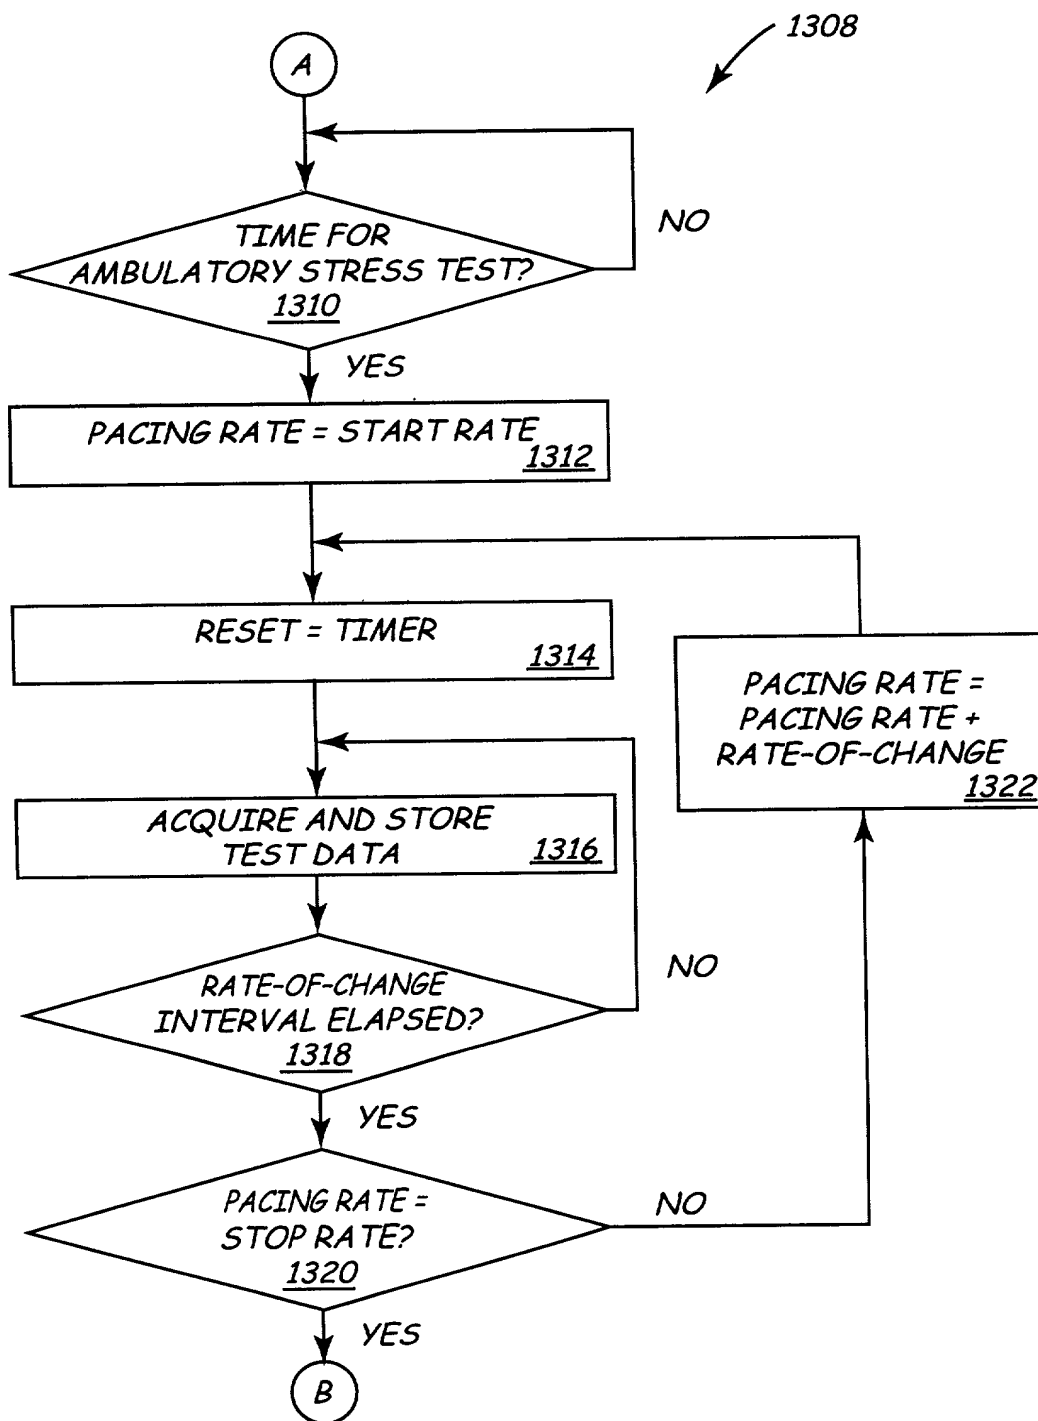 1308
A
TIME FOR
AMBULATORY STRESS TEST?
1310
NO
YES
PACING RATE = START RATE
1312
RESET = TIMER
1314
ACQUIRE AND STORE
TEST DATA
1316
RATE-OF-CHANGE
INTERVAL ELAPSED?
1318
NO
YES
PACING RATE =
STOP RATE?
1320
NO
YES
PACING RATE =
PACING RATE +
RATE-OF-CHANGE
1322
B